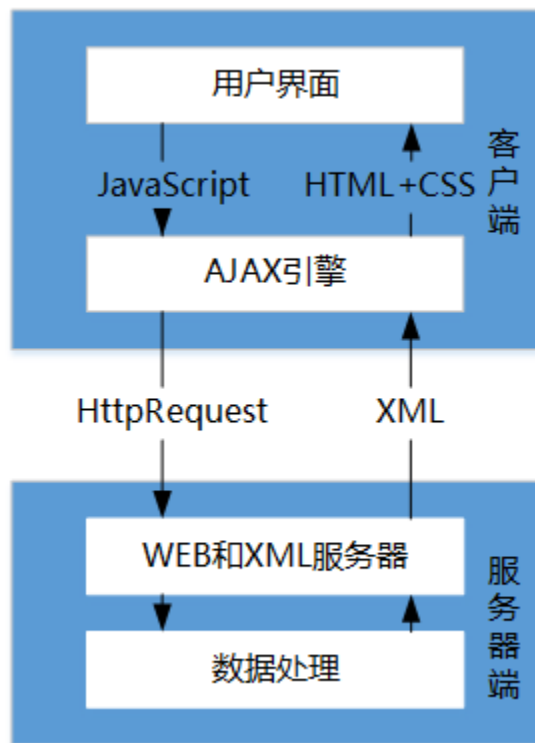 用户界面
JavaScript
HTML+CSS
客户端
AJAX引擎
HttpRequest
XML
WEB和XML服务器
服务器端
数据处理